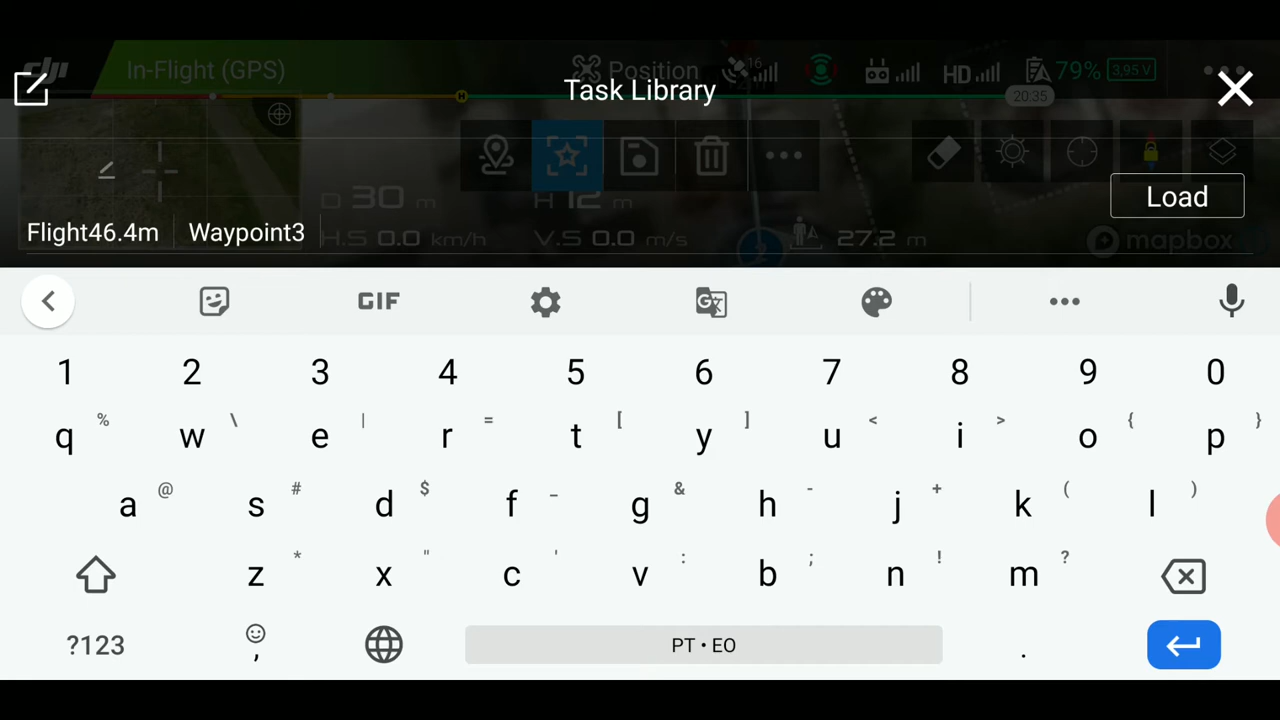 dji In-Flight (GPS) Position 16 HD 79% 3,95 V
20:35
Task Library
D 30 m H 12 m
Load
H.S 0.0 km/h V.S 0.0 m/s 27.2 m mapbox
Flight46.4m Waypoint3
GIF
1 2 3 4 5 6 7 8 9 0
% \ | = [ ] < > { }
q w e r t y u i o p
@ # $ _ & - + ( )
a s d f g h j k l
* " ' : ; ! ?
z x c v b n m
?123 , PT • EO .